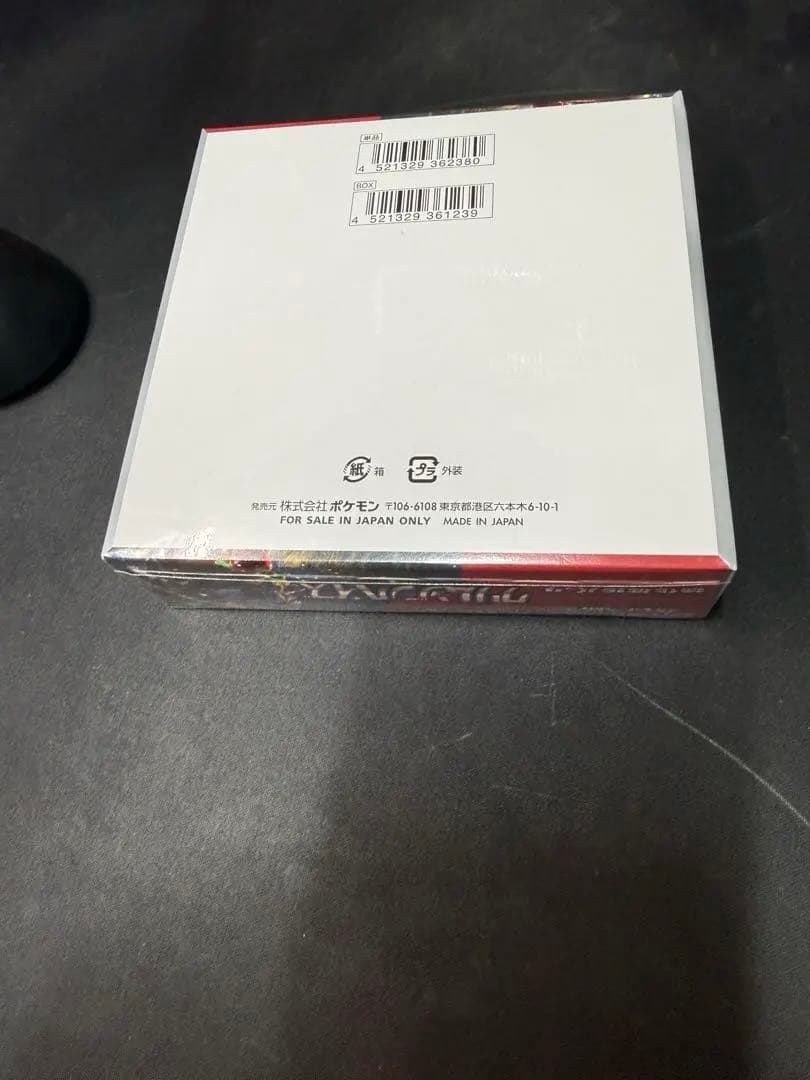 単品
4 521329 362380
BOX
4 521329 361239
紙 箱 プラ 外装
発売元 株式会社ポケモン 〒106-6108 東京都港区六本木6-10-1
FOR SALE IN JAPAN ONLY MADE IN JAPAN